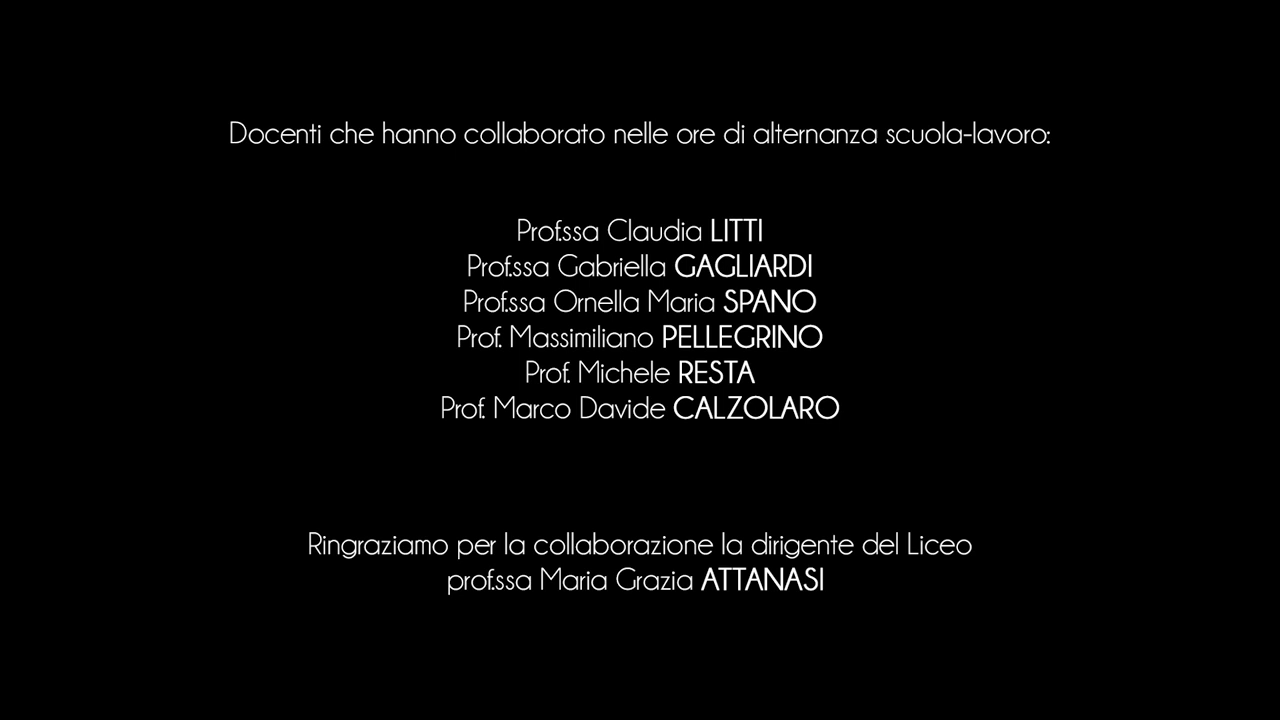 Docenti che hanno collaborato nelle ore di alternanza scuola-lavoro:
Prof.ssa Claudia LITTI
Prof.ssa Gabriella GAGLIARDI
Prof.ssa Ornella Maria SPANO
Prof. Massimiliano PELLEGRINO
Prof. Michele RESTA
Prof. Marco Davide CALZOLARO
Ringraziamo per la collaborazione la dirigente del Liceo
prof.ssa Maria Grazia ATTANASI